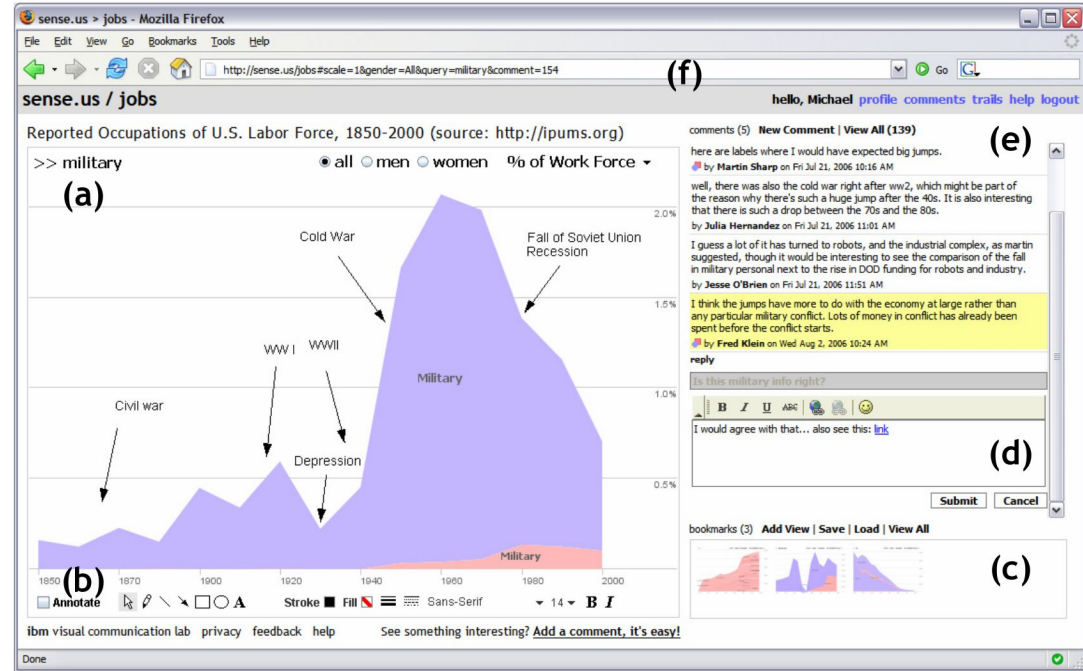 sense.us > jobs - Mozilla Firefox
File Edit View Go Bookmarks Tools Help
http://sense.us/jobs#scale=1&gender=All&query=military&comment=154
Go
G
(f)
sense.us / jobs
hello, Michael profile comments trails help logout
Reported Occupations of U.S. Labor Force, 1850-2000 (source: http://ipums.org)
>> military
all men women % of Work Force
(a)
2.0%
Cold War
Fall of Soviet Union
Recession
1.5%
WW I
WWII
Military
1.0%
Civil war
Depression
0.5%
Military
1850 1870 1900 1920 1940 1960 1980 2000
(b)
Annotate A Stroke Fill Sans-Serif 14 B I
ibm visual communication lab privacy feedback help See something interesting? Add a comment, it's easy!
comments (5) New Comment | View All (139)
(e)
here are labels where I would have expected big jumps.
by Martin Sharp on Fri Jul 21, 2006 10:16 AM
well, there was also the cold war right after ww2, which might be part of
the reason why there's such a huge jump after the 40s. It is also interesting
that there is such a drop between the 70s and the 80s.
by Julia Hernandez on Fri Jul 21, 2006 11:01 AM
I guess a lot of it has turned to robots, and the industrial complex, as martin
suggested, though it would be interesting to see the comparison of the fall
in military personal next to the rise in DOD funding for robots and industry.
by Jesse O'Brien on Fri Jul 21, 2006 11:51 AM
I think the jumps have more to do with the economy at large rather than
any particular military conflict. Lots of money in conflict has already been
spent before the conflict starts.
by Fred Klein on Wed Aug 2, 2006 10:24 AM
reply
Is this military info right?
B I U ABC
I would agree with that... also see this: link
(d)
Submit Cancel
bookmarks (3) Add View | Save | Load | View All
(c)
Done